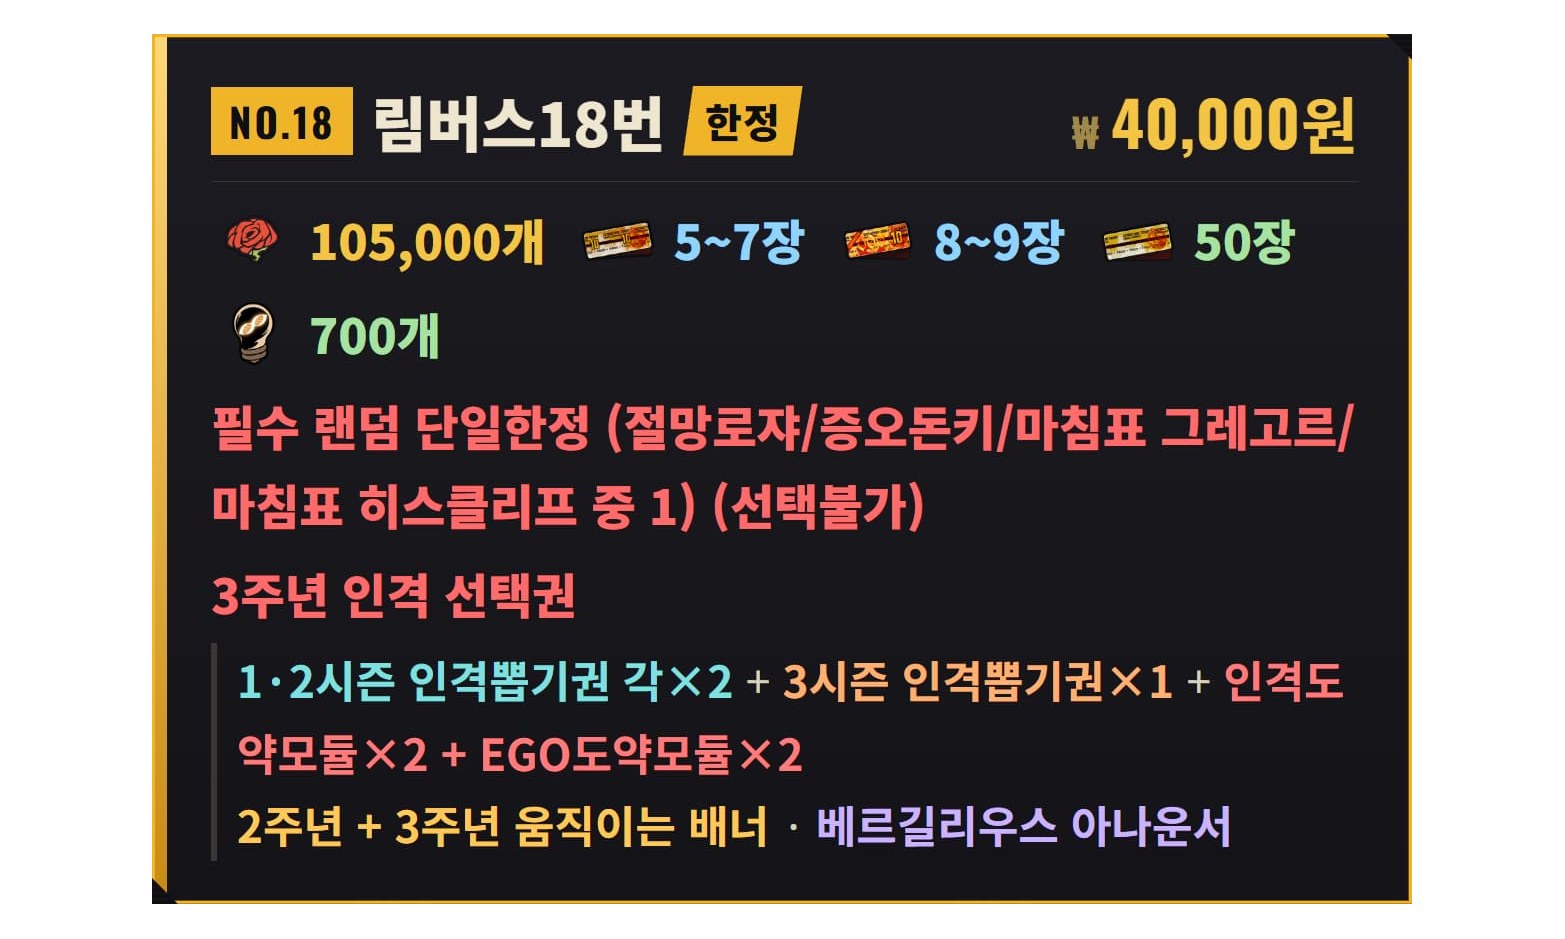 NO.18 림버스18번 한정 ₩ 40,000원
105,000개 5~7장 8~9장 50장
700개
필수 랜덤 단일한정 (절망로쟈/증오돈키/마침표 그레고르/
마침표 히스클리프 중 1) (선택불가)
3주년 인격 선택권
1·2시즌 인격뽑기권 각×2 + 3시즌 인격뽑기권×1 + 인격도
약모듈×2 + EGO도약모듈×2
2주년 + 3주년 움직이는 배너 · 베르길리우스 아나운서